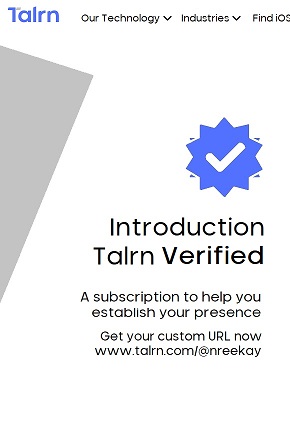 Talrn Our Technology Industries Find iOS
Introduction
Talrn Verified
A subscription to help you
establish your presence
Get your custom URL now
www.talrn.com/@nreekay